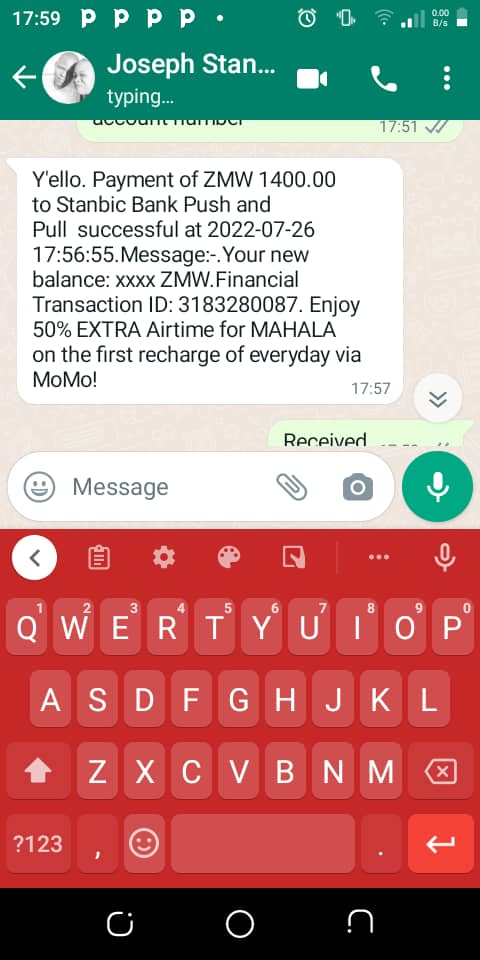 17:59
0.00
B/s
Joseph Stan...
typing...
account number
17:51
Y'ello. Payment of ZMW 1400.00
to Stanbic Bank Push and
Pull  successful at 2022-07-26
17:56:55.Message:-.Your new
balance: xxxx ZMW.Financial
Transaction ID: 3183280087. Enjoy
50% EXTRA Airtime for MAHALA
on the first recharge of everyday via
MoMo!
17:57
Received
Message
1 2 3 4 5 6 7 8 9 0
Q W E R T Y U I O P
A S D F G H J K L
Z X C V B N M
?123 , .